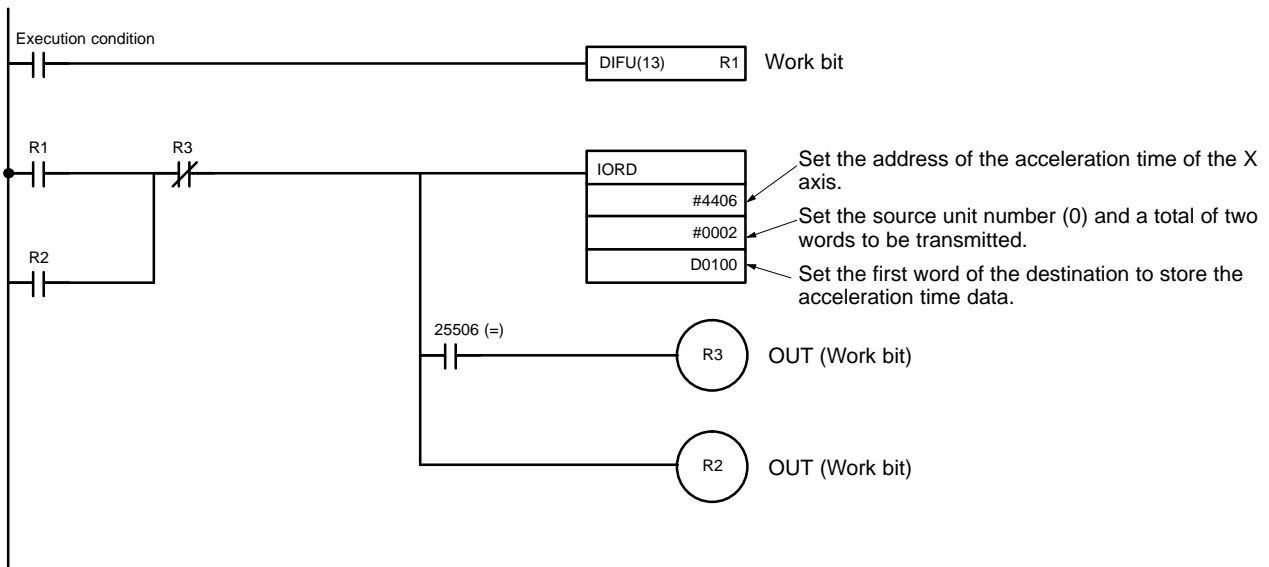 Execution condition
DIFU(13) R1 Work bit
R1 R3
IORD
#4406
#0002
D0100
Set the address of the acceleration time of the X
axis.
Set the source unit number (0) and a total of two
words to be transmitted.
Set the first word of the destination to store the
acceleration time data.
R2
25506 (=)
R3 OUT (Work bit)
R2 OUT (Work bit)